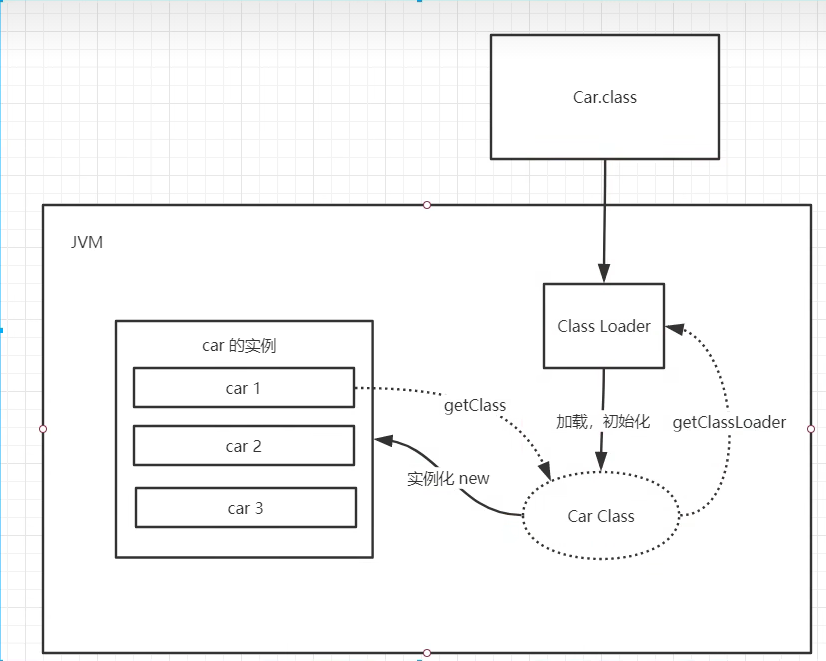 Car.class
JVM
Class Loader
car 的实例
car 1
getClass
加载，初始化
getClassLoader
car 2
实例化 new
car 3
Car Class